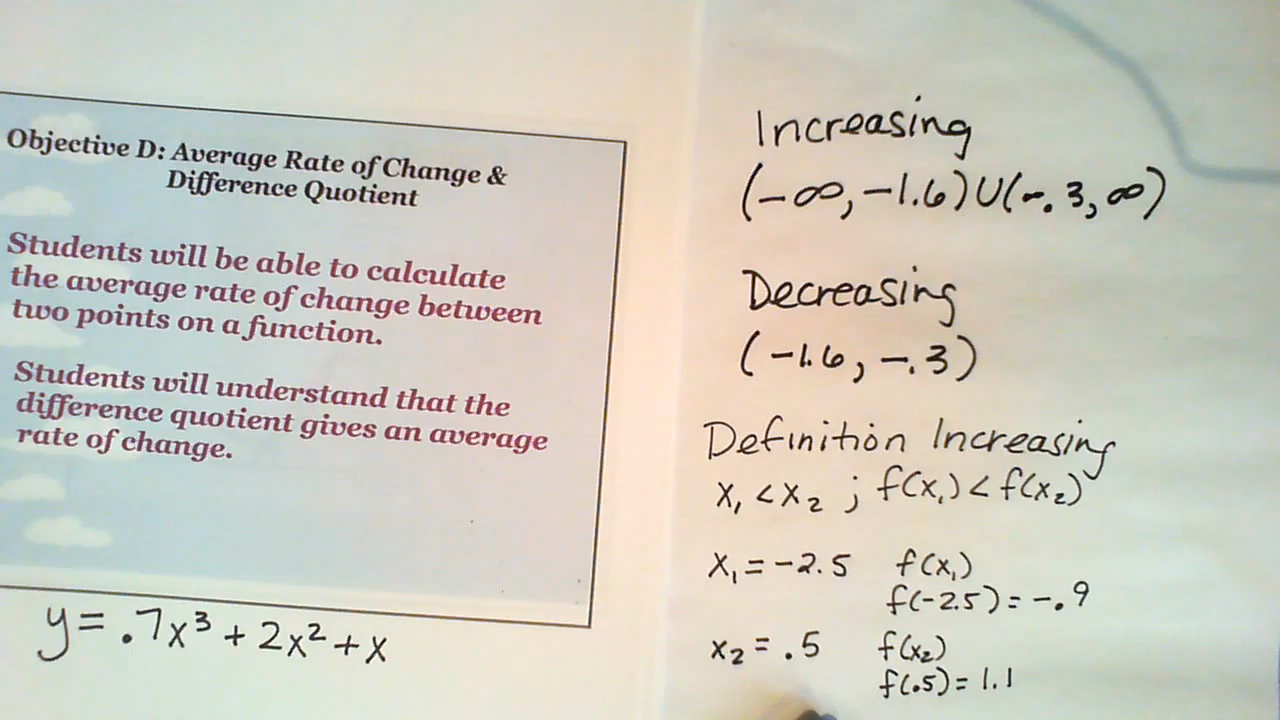 Objective D: Average Rate of Change &
Difference Quotient
Students will be able to calculate
the average rate of change between
two points on a function.
Students will understand that the
difference quotient gives an average
rate of change.
y = .7x³ + 2x² + x
Increasing
(-∞, -1.6) ∪ (-.3, ∞)
Decreasing
(-1.6, -.3)
Definition Increasing
x₁ < x₂ ; f(x₁) < f(x₂)
x₁ = -2.5 f(x₁)
f(-2.5) = -.9
x₂ = .5 f(x₂)
f(.5) = 1.1